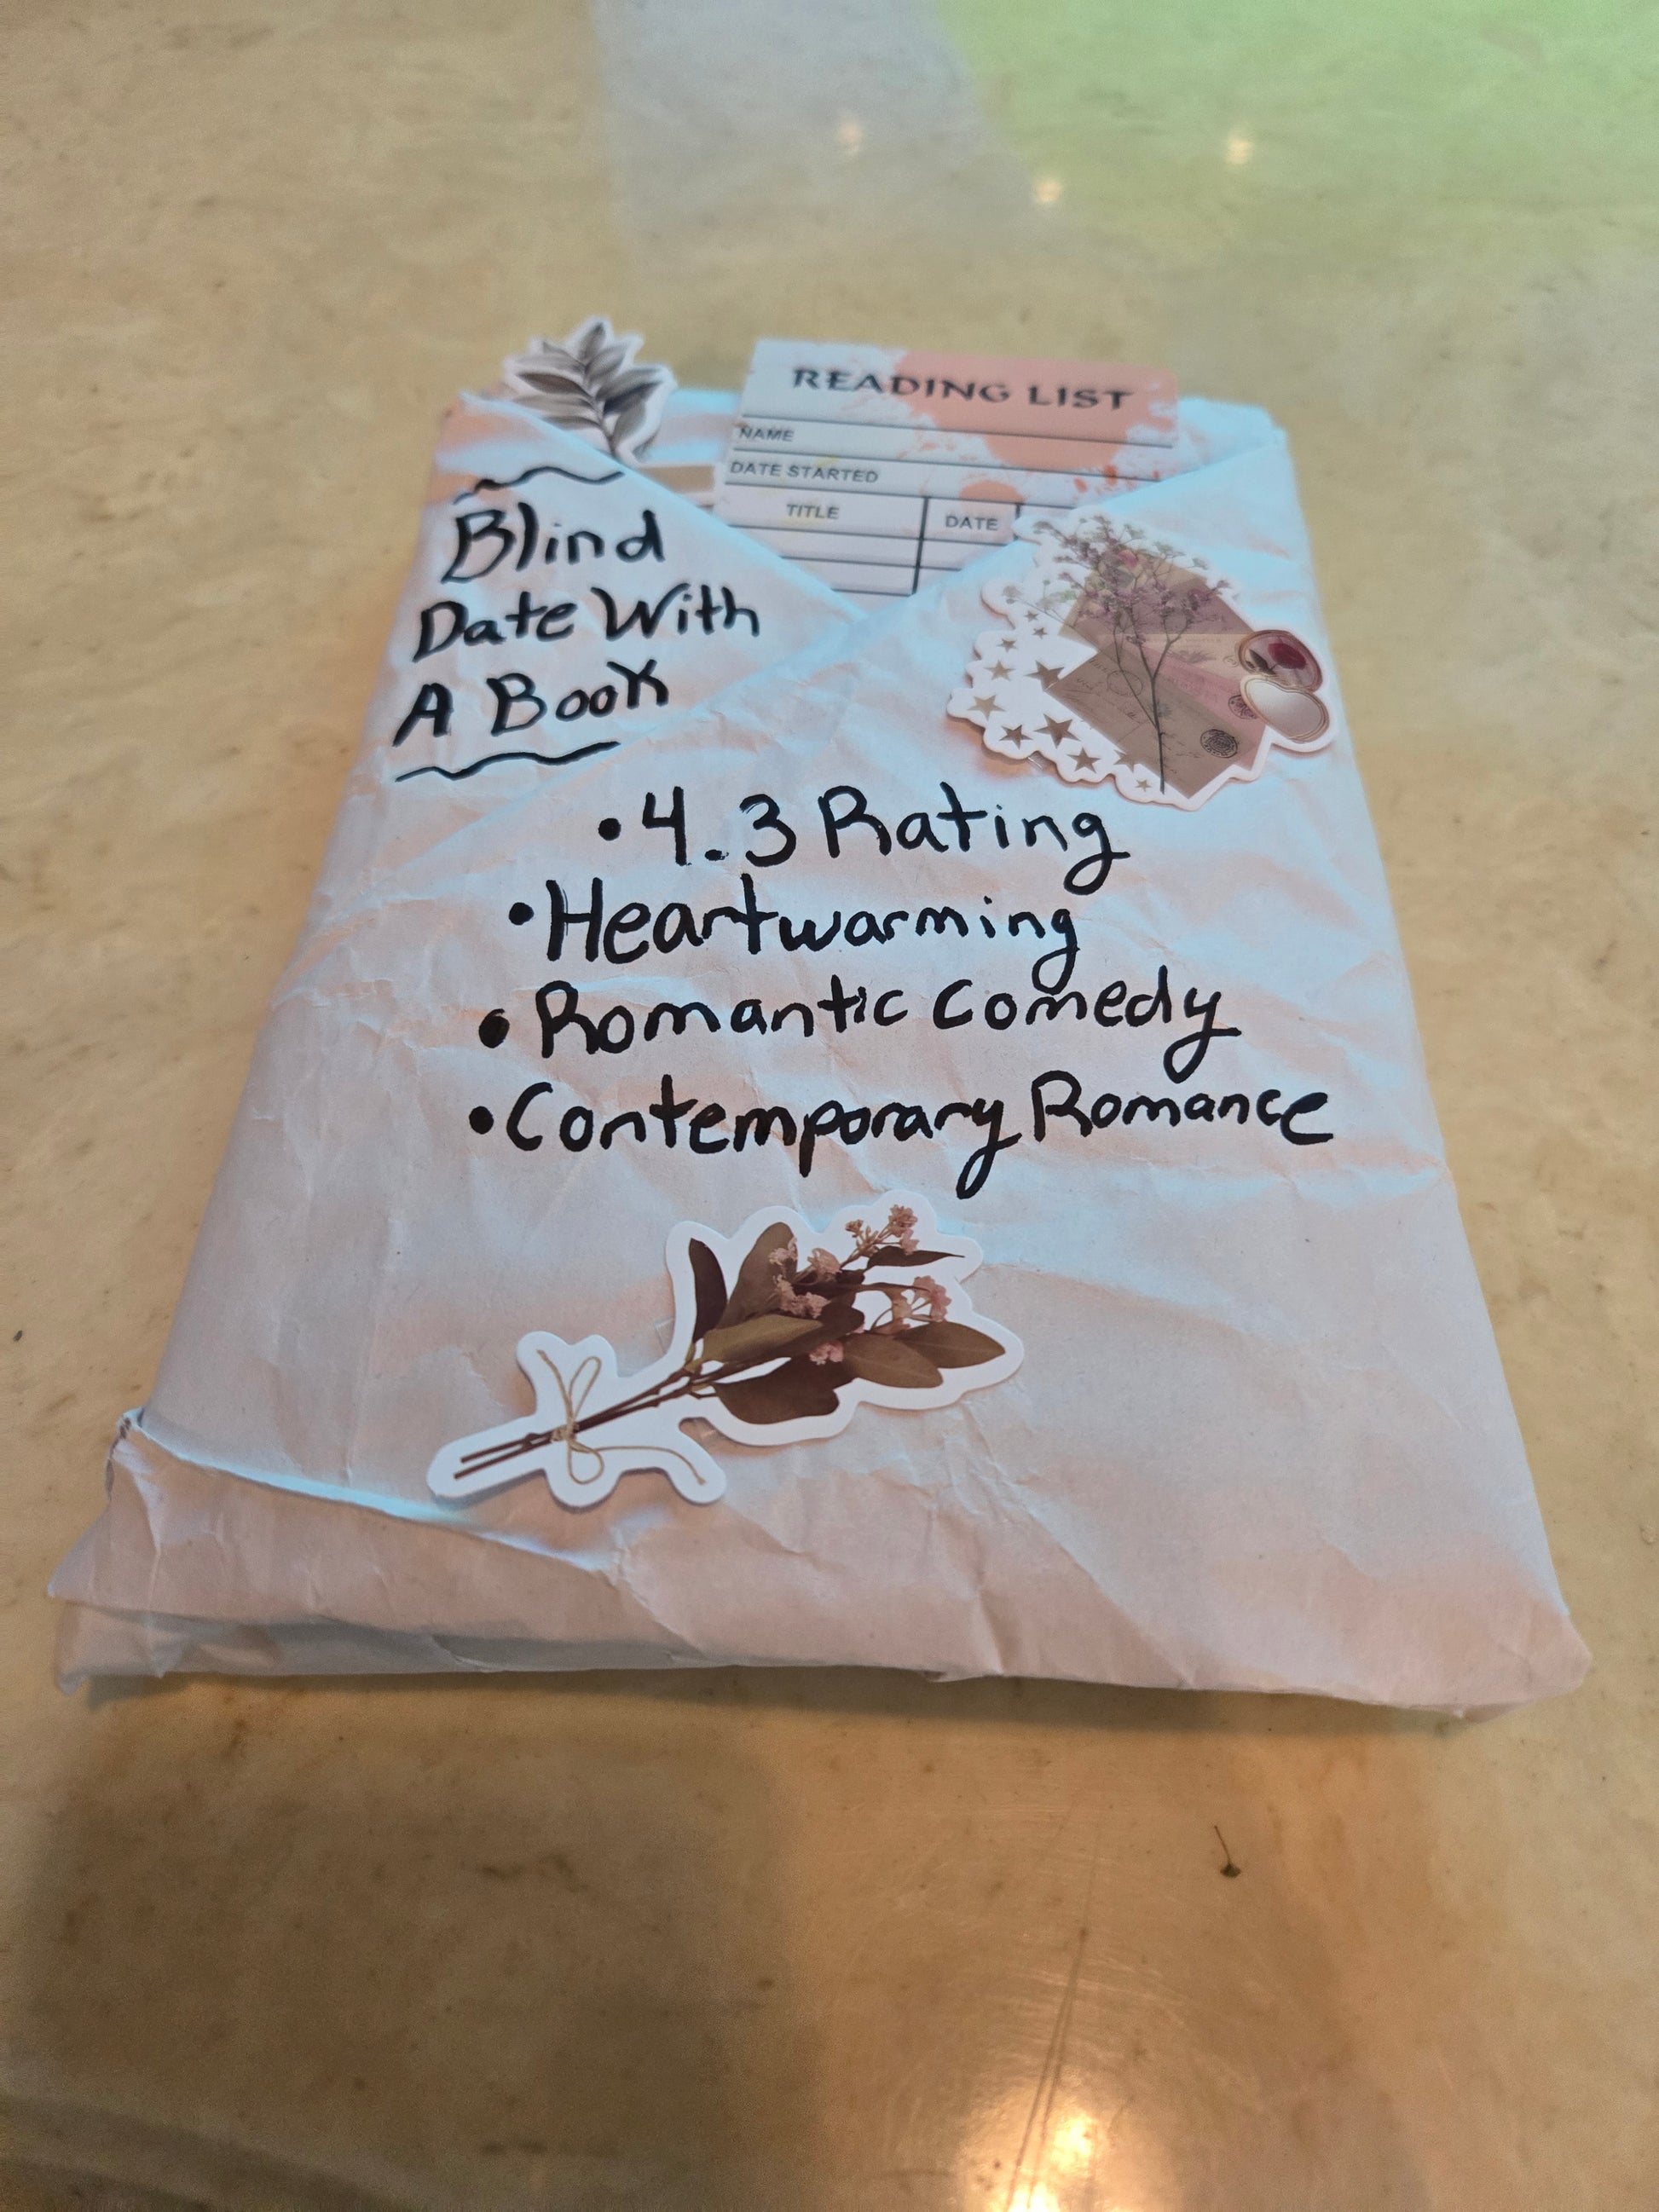 READING LIST
NAME
DATE STARTED
TITLE DATE
Blind
Date With
A Book
•4.3 Rating
•Heartwarming
•Romantic Comedy
•Contemporary Romance